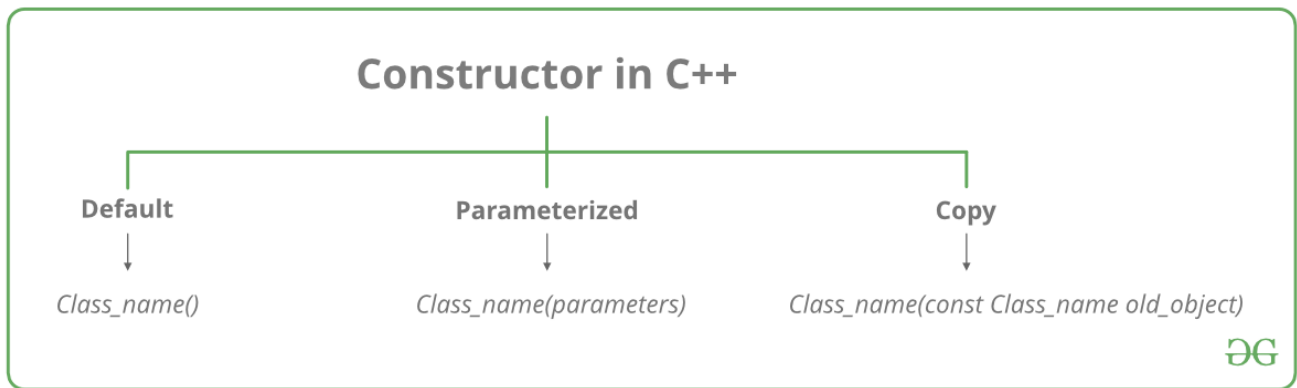 Constructor in C++
Default
Parameterized
Copy
Class_name()
Class_name(parameters)
Class_name(const Class_name old_object)